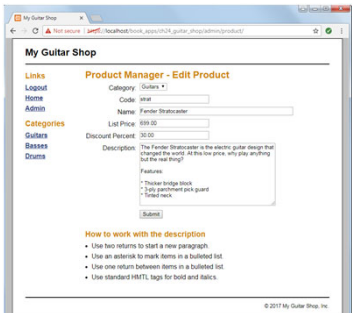 My Guitar Shop
Not secure | https://localhost/book_apps/ch24_guitar_shop/admin/product/
My Guitar Shop
Links
Logout
Home
Admin
Categories
Guitars
Basses
Drums
Product Manager - Edit Product
Category: Guitars
Code: strat
Name: Fender Stratocaster
List Price: 699.00
Discount Percent: 30.00
Description: The Fender Stratocaster is the electric guitar design that
changed the world. At this low price, why play anything
but the real thing?
Features:
* Thicker bridge block
* 3-ply parchment pick guard
* Tinted neck
Submit
How to work with the description
• Use two returns to start a new paragraph.
• Use an asterisk to mark items in a bulleted list.
• Use one return between items in a bulleted list.
• Use standard HMTL tags for bold and italics.
© 2017 My Guitar Shop, Inc.